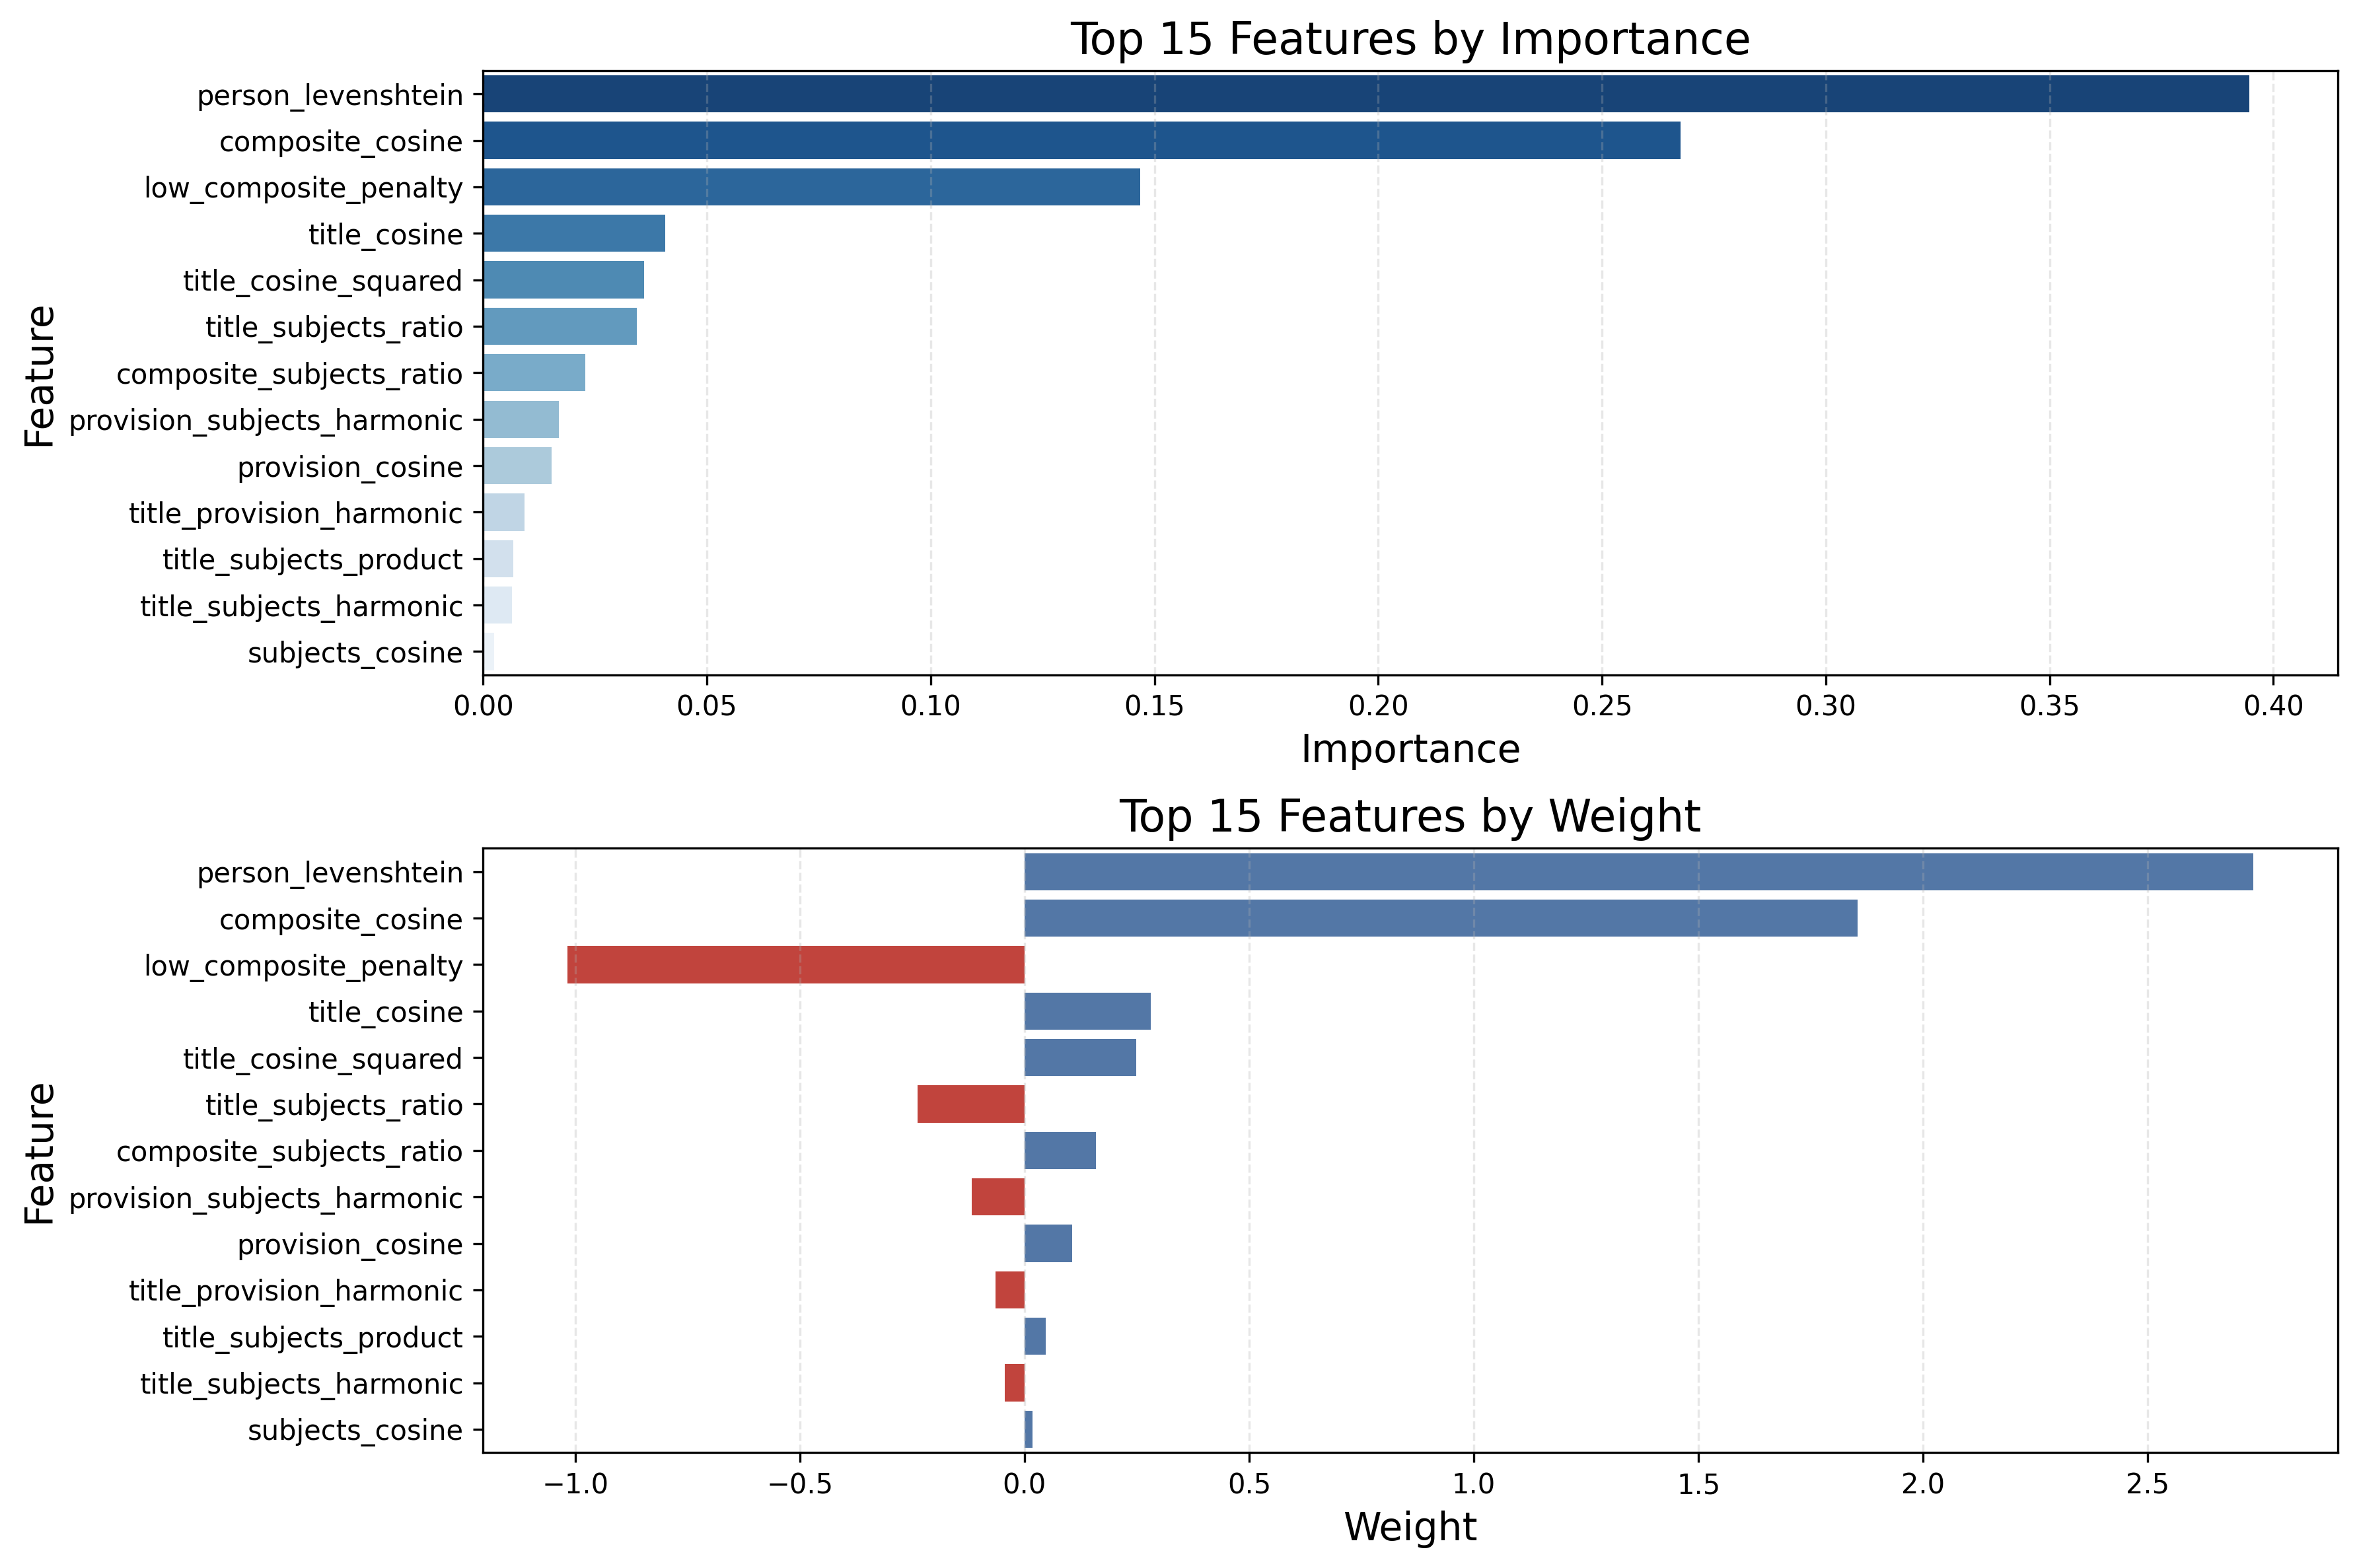 Top 15 Features by Importance
Feature
person_levenshtein
composite_cosine
low_composite_penalty
title_cosine
title_cosine_squared
title_subjects_ratio
composite_subjects_ratio
provision_subjects_harmonic
provision_cosine
title_provision_harmonic
title_subjects_product
title_subjects_harmonic
subjects_cosine
0.00 0.05 0.10 0.15 0.20 0.25 0.30 0.35 0.40
Importance
Top 15 Features by Weight
Feature
person_levenshtein
composite_cosine
low_composite_penalty
title_cosine
title_cosine_squared
title_subjects_ratio
composite_subjects_ratio
provision_subjects_harmonic
provision_cosine
title_provision_harmonic
title_subjects_product
title_subjects_harmonic
subjects_cosine
−1.0 −0.5 0.0 0.5 1.0 1.5 2.0 2.5
Weight